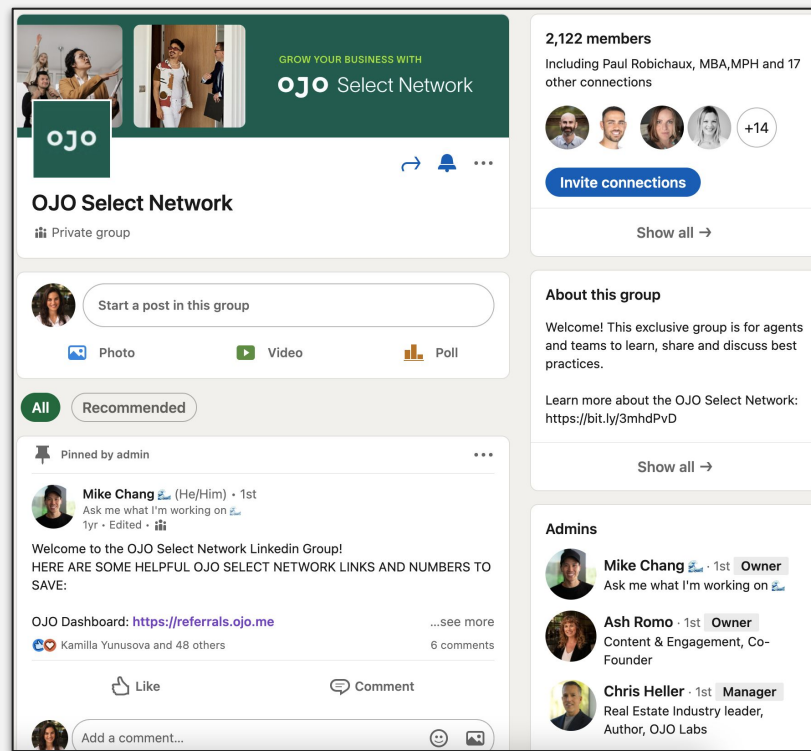 GROW YOUR BUSINESS WITH
ojo Select Network
ojo
OJO Select Network
Private group
Start a post in this group
Photo
Video
Poll
All
Recommended
Pinned by admin
Mike Chang 🌊 (He/Him) • 1st
Ask me what I'm working on 🌊
1yr • Edited •
Welcome to the OJO Select Network Linkedin Group!
HERE ARE SOME HELPFUL OJO SELECT NETWORK LINKS AND NUMBERS TO
SAVE:
OJO Dashboard: https://referrals.ojo.me
...see more
Kamilla Yunusova and 48 others
6 comments
Like
Comment
Add a comment...
2,122 members
Including Paul Robichaux, MBA,MPH and 17
other connections
+14
Invite connections
Show all →
About this group
Welcome! This exclusive group is for agents
and teams to learn, share and discuss best
practices.
Learn more about the OJO Select Network:
https://bit.ly/3mhdPvD
Show all →
Admins
Mike Chang 🌊 · 1st Owner
Ask me what I'm working on 🌊
Ash Romo · 1st Owner
Content & Engagement, Co-
Founder
Chris Heller · 1st Manager
Real Estate Industry leader,
Author, OJO Labs